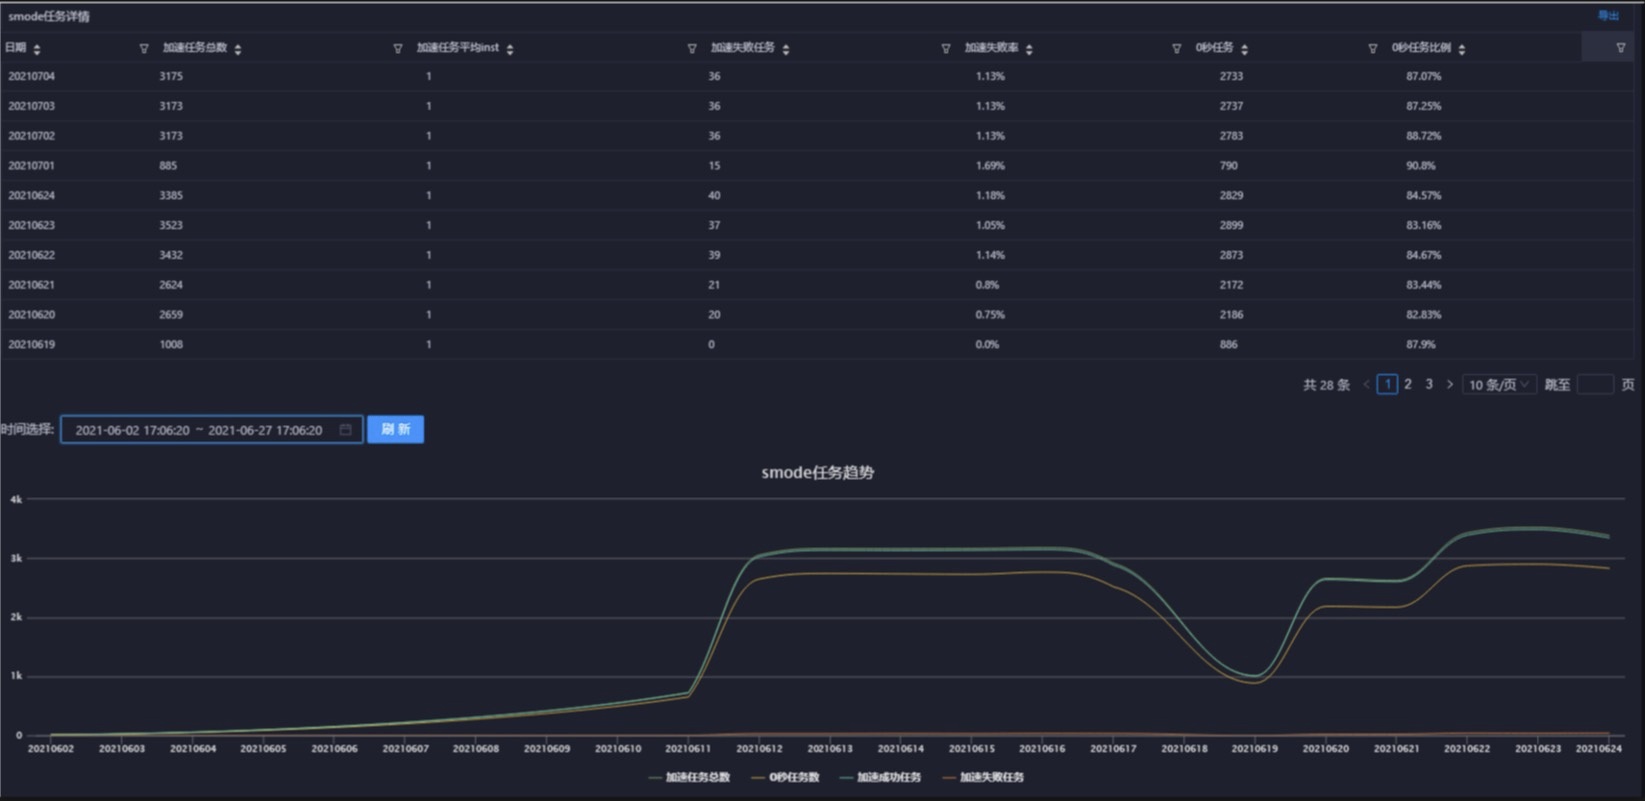 smode任务详情 导出
日期 加速任务总数 加速任务平均inst 加速失败任务 加速失败率 0秒任务 0秒任务比例
20210704 3175 1 36 1.13% 2733 87.07%
20210703 3173 1 36 1.13% 2737 87.25%
20210702 3173 1 36 1.13% 2783 88.72%
20210701 885 1 15 1.69% 790 90.8%
20210624 3385 1 40 1.18% 2829 84.57%
20210623 3523 1 37 1.05% 2899 83.16%
20210622 3432 1 39 1.14% 2873 84.67%
20210621 2624 1 21 0.8% 2172 83.44%
20210620 2659 1 20 0.75% 2186 82.83%
20210619 1008 1 0 0.0% 886 87.9%
共 28 条 < 1 2 3 > 10 条/页 跳至 页
时间选择: 2021-06-02 17:06:20 ~ 2021-06-27 17:06:20 刷 新
smode任务趋势
4k
3k
2k
1k
0
20210602 20210603 20210604 20210605 20210606 20210607 20210608 20210609 20210610 20210611 20210612 20210613 20210614 20210615 20210616 20210617 20210618 20210619 20210620 20210621 20210622 20210623 20210624
加速任务总数 0秒任务数 加速成功任务 加速失败任务